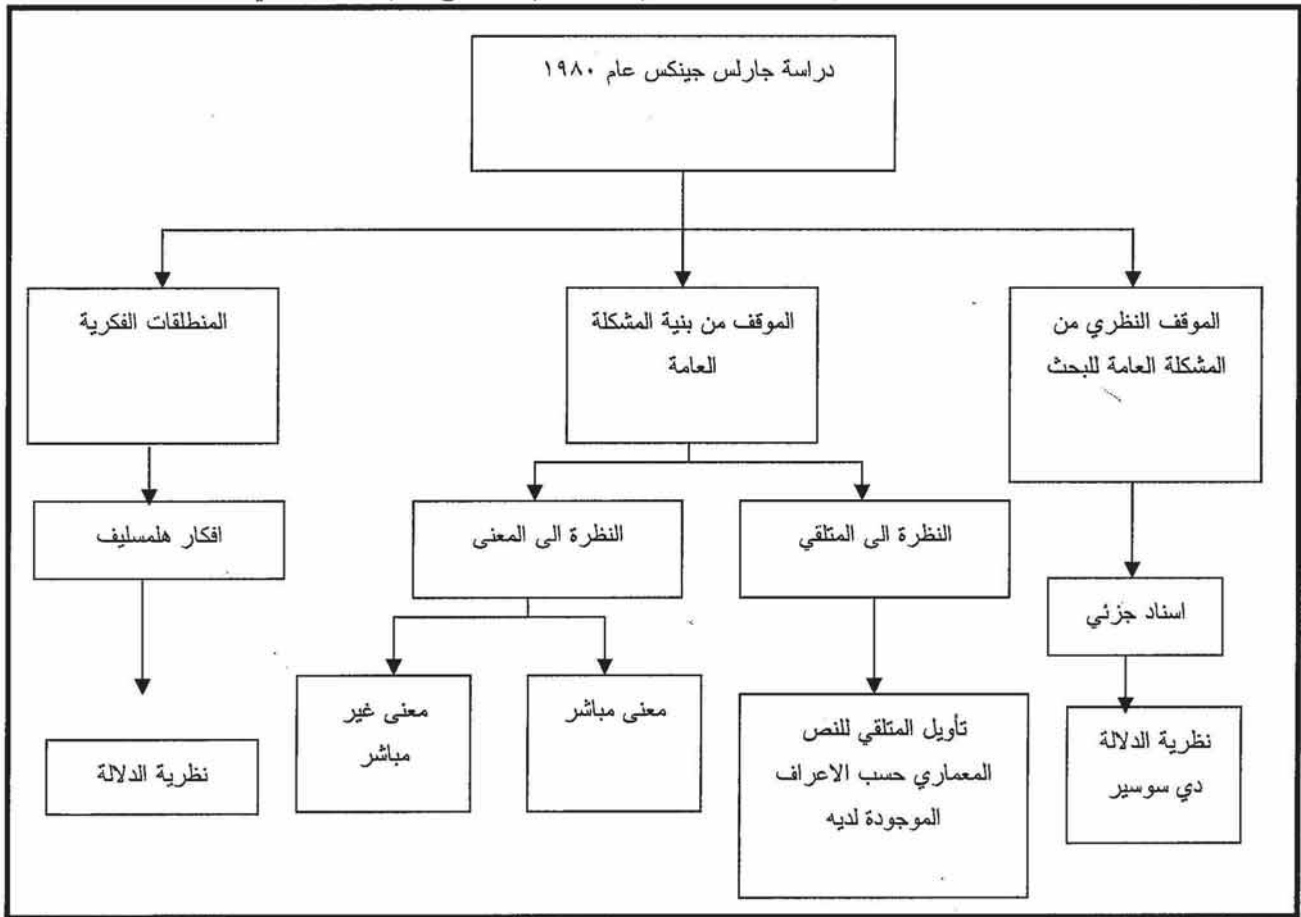 دراسة جارلس جينكس عام ١٩٨٠
الموقف النظري من
المشكلة العامة للبحث
الموقف من بنية المشكلة
العامة
المنطلقات الفكرية
النظرة الى المتلقي
النظرة الى المعنى
افكار هلمسليف
اسناد جزئي
معنى مباشر
معنى غير
مباشر
تأويل المتلقي للنص
المعماري حسب الاعراف
الموجودة لديه
نظرية الدلالة
دي سوسير
نظرية الدلالة